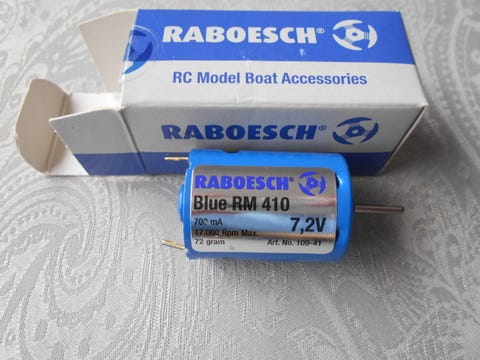 RABOESCH®
RC Model Boat Accessories
RABOESCH®
RABOESCH®
Blue RM 410
700 mA
7,2V
17.000 Rpm Max
72 gram
Art. No. 109-41